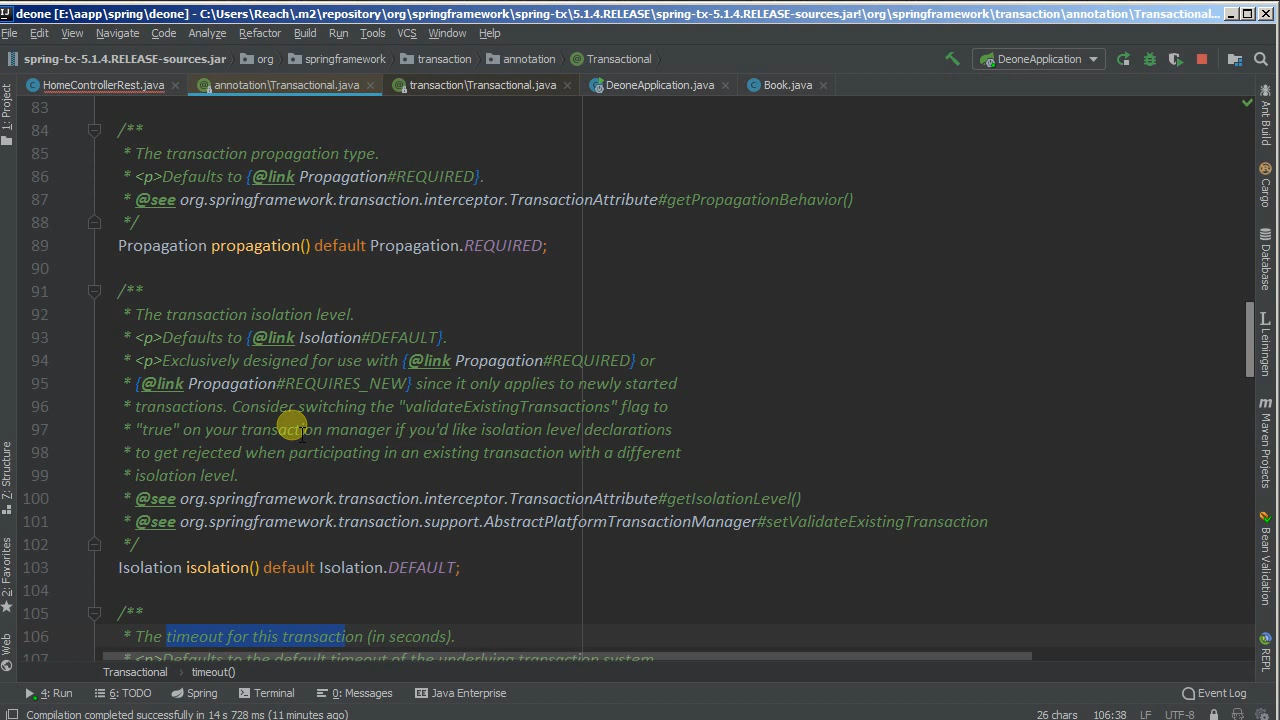 deone [E:\aapp\spring\deone] - C:\Users\Reach\.m2\repository\org\springframework\spring-tx\5.1.4.RELEASE\spring-tx-5.1.4.RELEASE-sources.jar!\org\springframework\transaction\annotation\Transactional...
File Edit View Navigate Code Analyze Refactor Build Run Tools VCS Window Help
spring-tx-5.1.4.RELEASE-sources.jar org springframework transaction annotation Transactional DeoneApplication
HomeControllerRest.java annotation\Transactional.java transaction\Transactional.java DeoneApplication.java Book.java
83
84 /**
85 * The transaction propagation type.
86 * <p>Defaults to {@link Propagation#REQUIRED}.
87 * @see org.springframework.transaction.interceptor.TransactionAttribute#getPropagationBehavior()
88 */
89 Propagation propagation() default Propagation.REQUIRED;
90
91 /**
92 * The transaction isolation level.
93 * <p>Defaults to {@link Isolation#DEFAULT}.
94 * <p>Exclusively designed for use with {@link Propagation#REQUIRED} or
95 * {@link Propagation#REQUIRES_NEW} since it only applies to newly started
96 * transactions. Consider switching the "validateExistingTransactions" flag to
97 * "true" on your transaction manager if you'd like isolation level declarations
98 * to get rejected when participating in an existing transaction with a different
99 * isolation level.
100 * @see org.springframework.transaction.interceptor.TransactionAttribute#getIsolationLevel()
101 * @see org.springframework.transaction.support.AbstractPlatformTransactionManager#setValidateExistingTransaction
102 */
103 Isolation isolation() default Isolation.DEFAULT;
104
105 /**
106 * The timeout for this transaction (in seconds).
107 * <p>Defaults to the default timeout of the underlying transaction system
Transactional timeout()
4: Run 6: TODO Spring Terminal 0: Messages Java Enterprise Event Log
Compilation completed successfully in 14 s 728 ms (11 minutes ago) 26 chars 106:38 LF UTF-8
1: Project
7: Structure
2: Favorites
Web
Ant Build
Cargo
Database
Leiningen
Maven Projects
Bean Validation
REPL